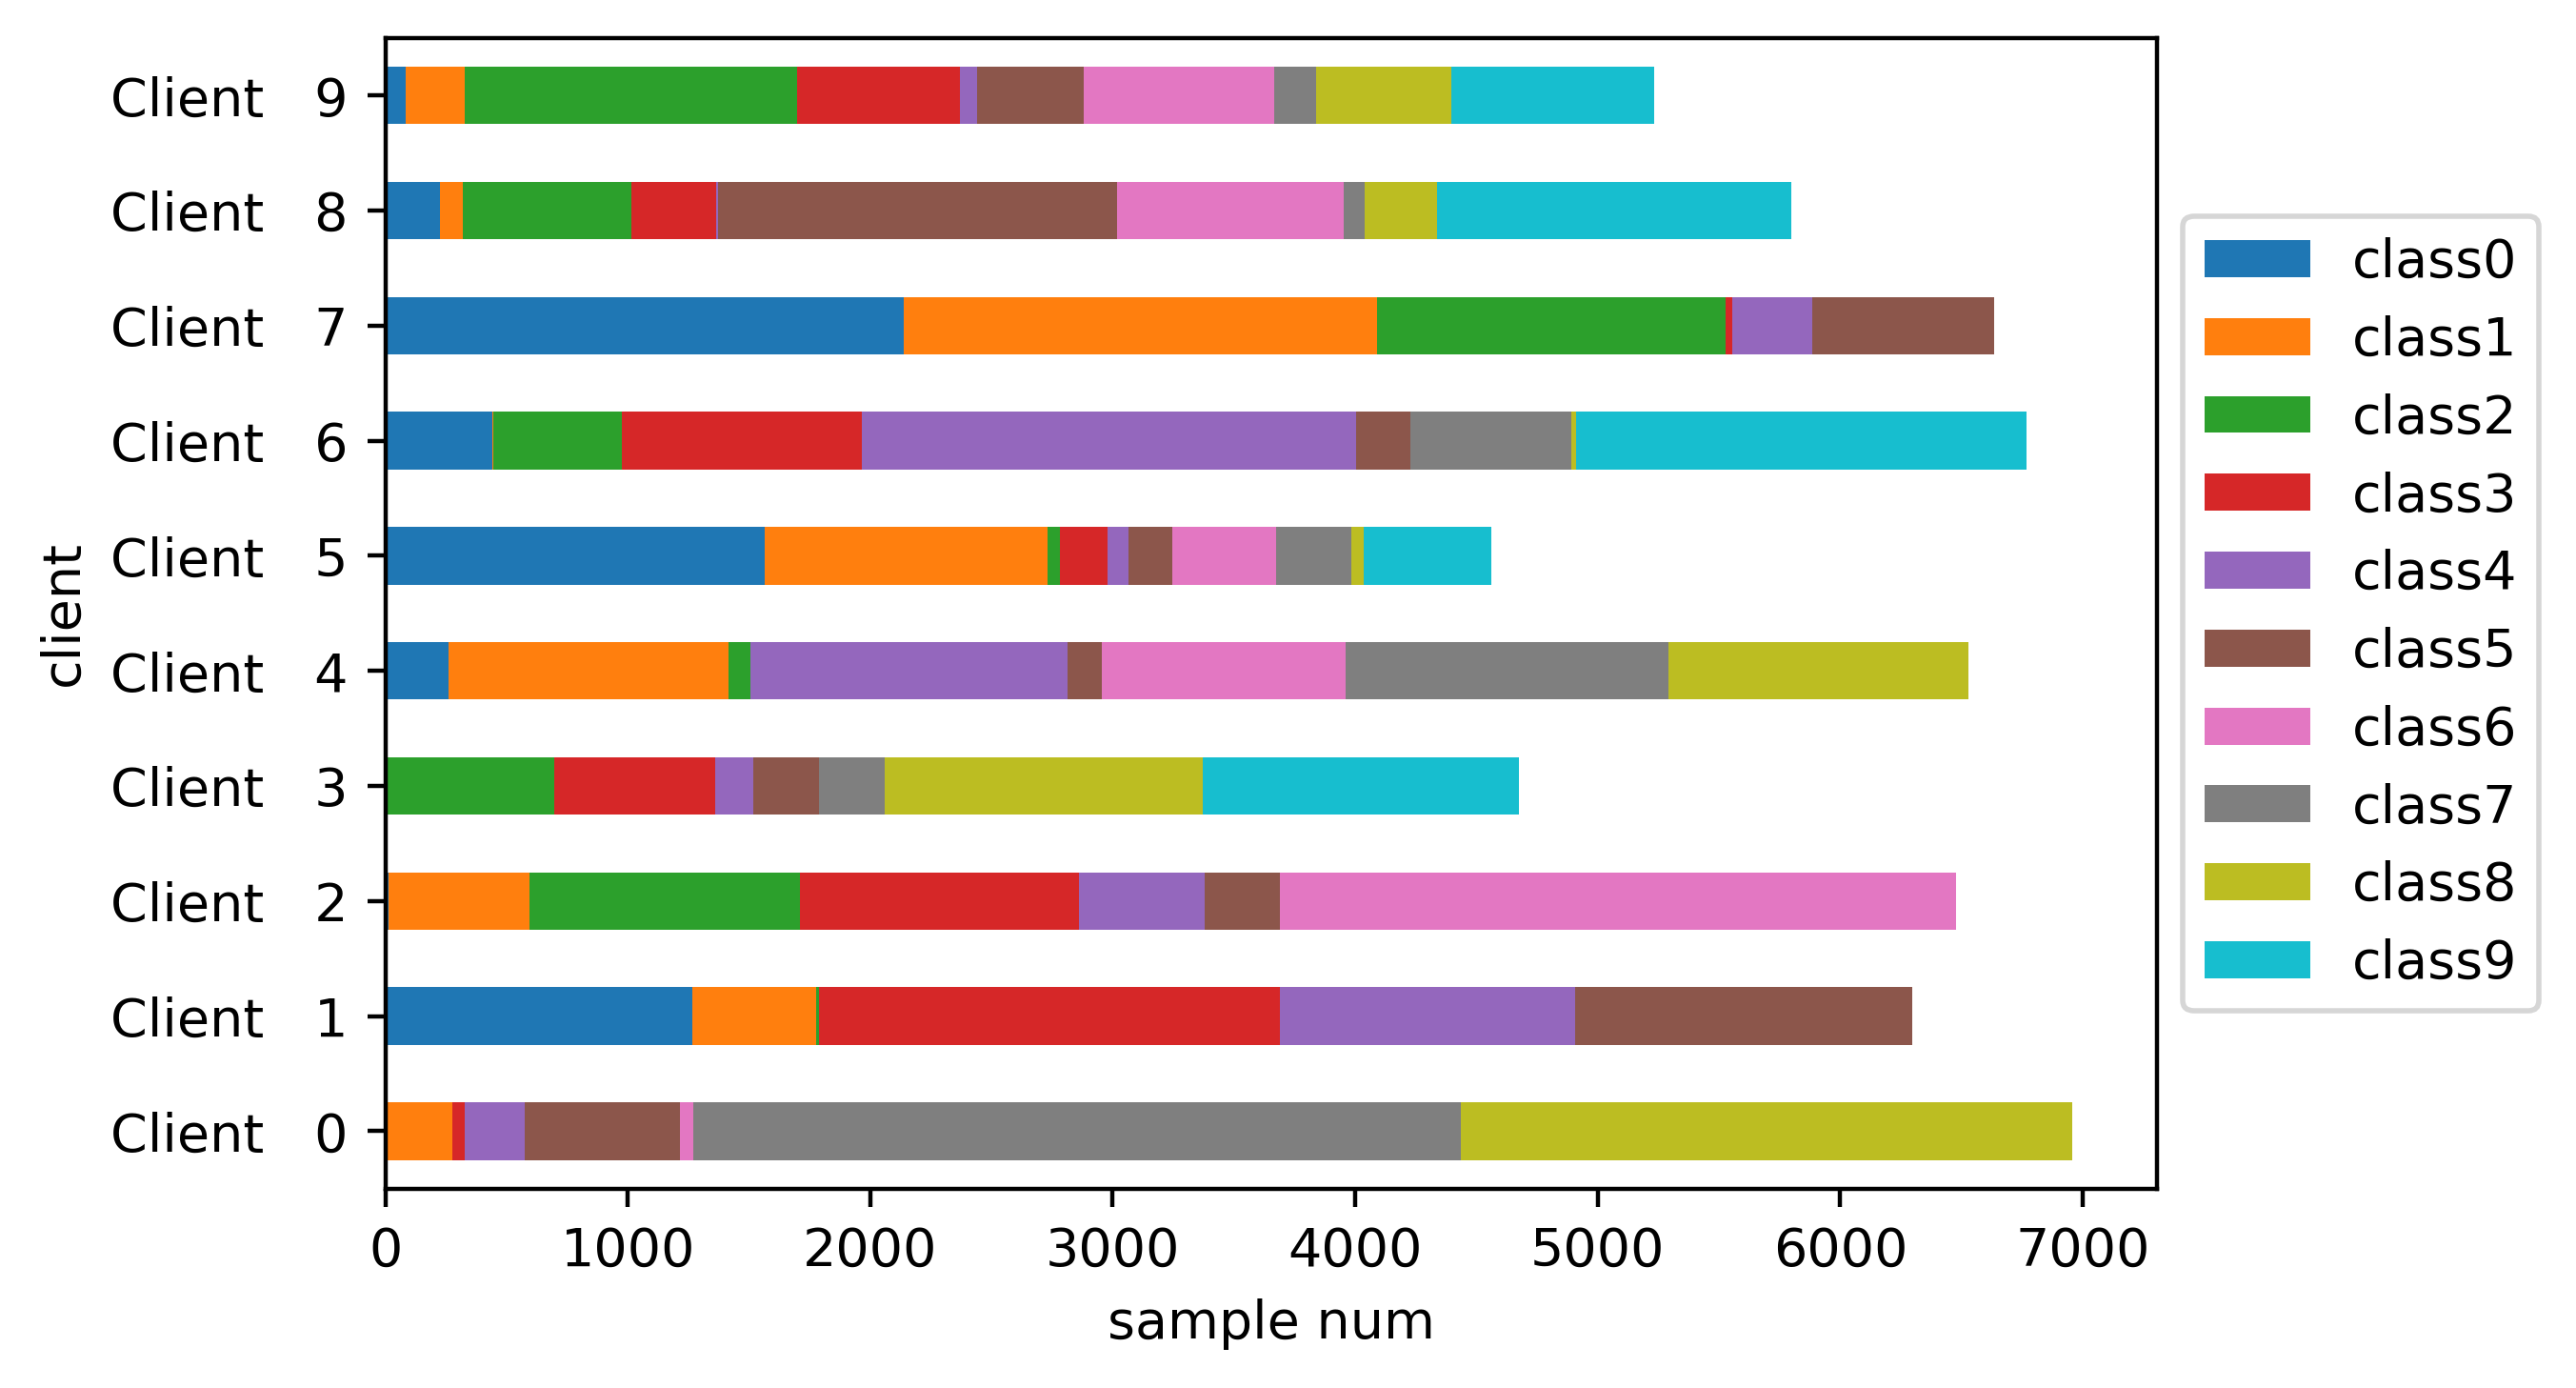 Client 9
Client 8
Client 7
Client 6
Client 5
Client 4
Client 3
Client 2
Client 1
Client 0
client
0 1000 2000 3000 4000 5000 6000 7000
sample num
class0
class1
class2
class3
class4
class5
class6
class7
class8
class9